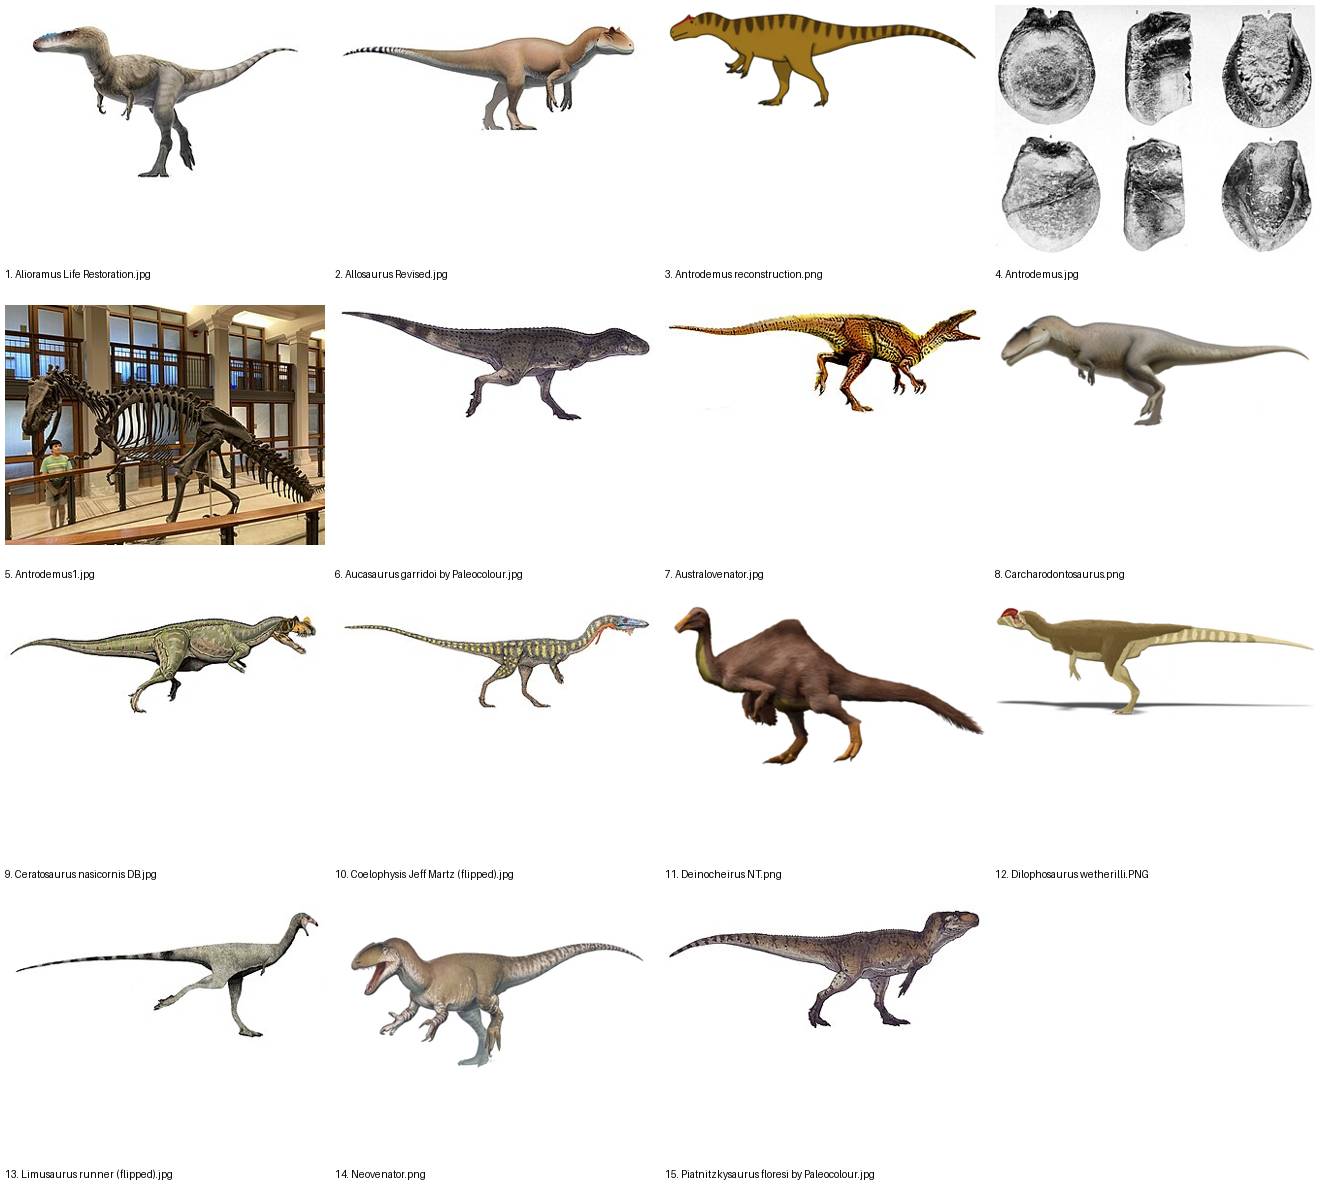 1. Alioramus Life Restoration.jpg
2. Allosaurus Revised.jpg
3. Antrodemus reconstruction.png
4. Antrodemus.jpg
5. Antrodemus1.jpg
6. Aucasaurus garridoi by Paleocolour.jpg
7. Australovenator.jpg
8. Carcharodontosaurus.png
9. Ceratosaurus nasicornis DB.jpg
10. Coelophysis Jeff Martz (flipped).jpg
11. Deinocheirus NT.png
12. Dilophosaurus wetherilli.PNG
13. Limusaurus runner (flipped).jpg
14. Neovenator.png
15. Piatnitzkysaurus floresi by Paleocolour.jpg